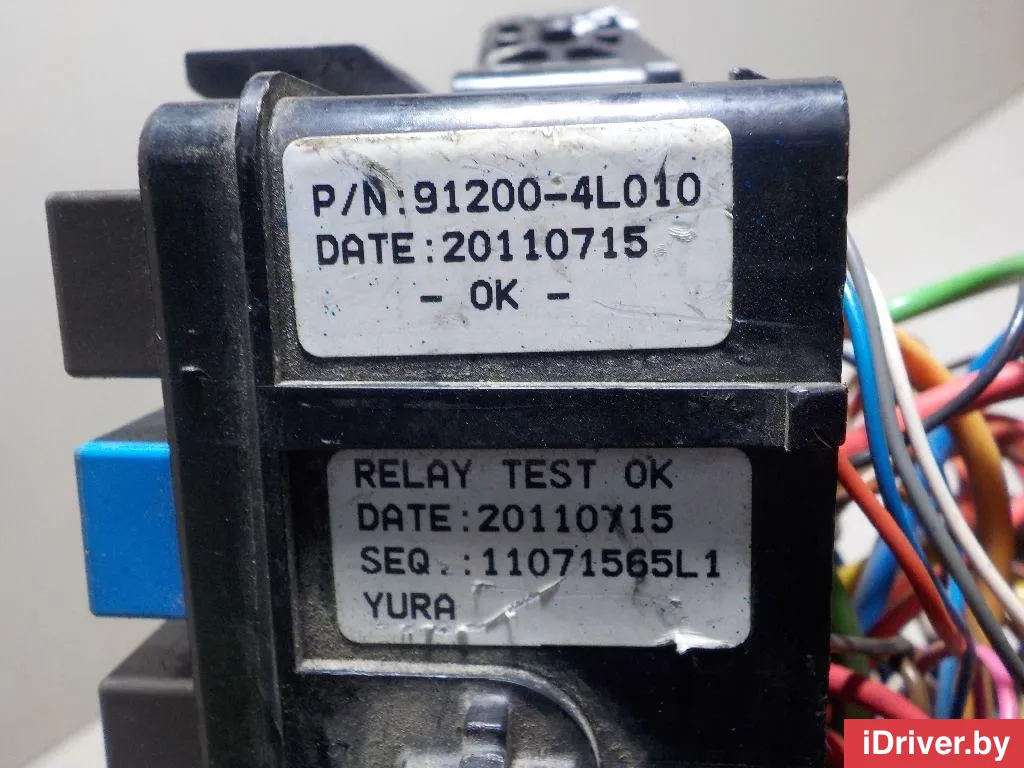 P/N:91200-4L010
DATE:20110715
- OK -
RELAY TEST OK
DATE:20110715
SEQ.:11071565L1
YURA
iDriver.by